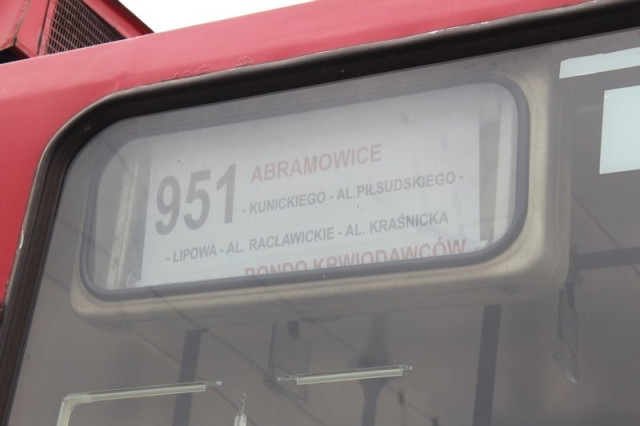 951
ABRAMOWICE
- KUNICKIEGO - AL.PIŁSUDSKIEGO -
- LIPOWA - AL. RACŁAWICKIE - AL. KRAŚNICKA
RONDO KRWIODAWCÓW